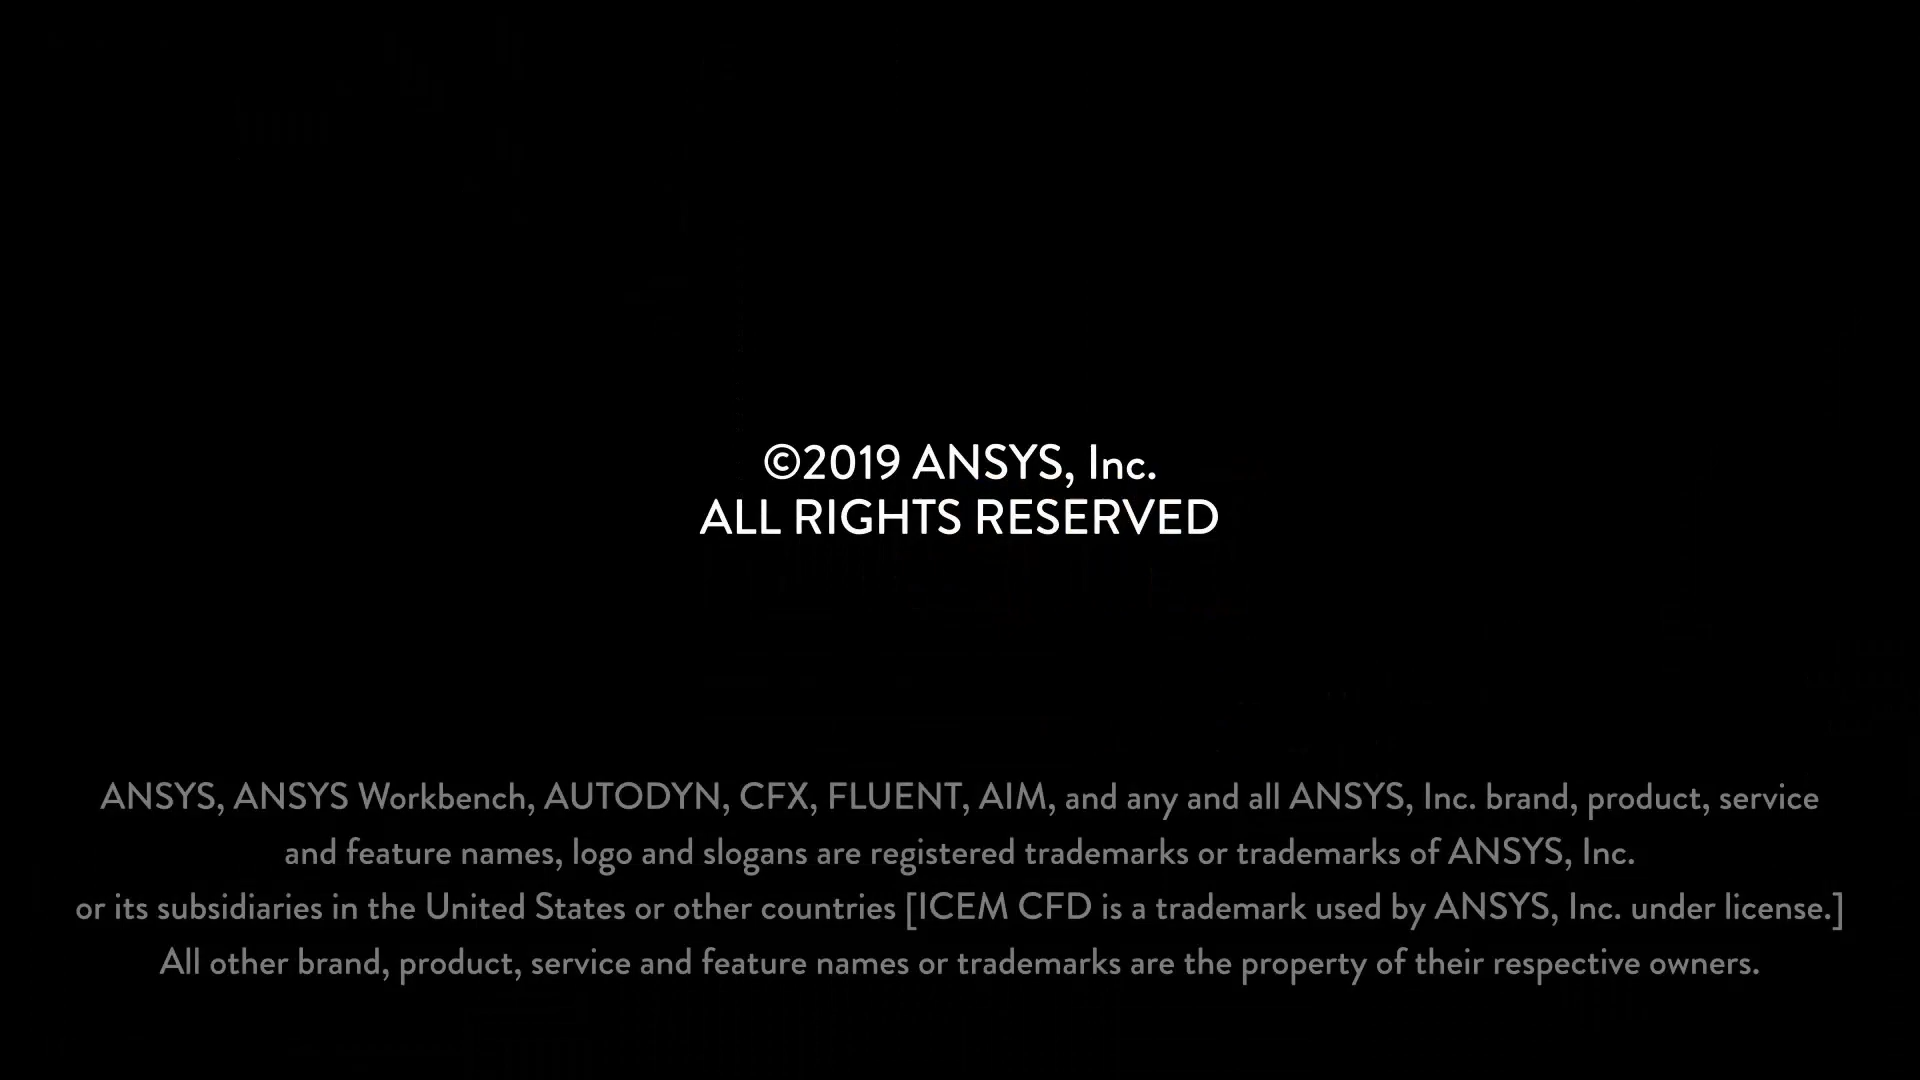 ©2019 ANSYS, Inc.
ALL RIGHTS RESERVED
ANSYS, ANSYS Workbench, AUTODYN, CFX, FLUENT, AIM, and any and all ANSYS, Inc. brand, product, service
and feature names, logo and slogans are registered trademarks or trademarks of ANSYS, Inc.
or its subsidiaries in the United States or other countries [ICEM CFD is a trademark used by ANSYS, Inc. under license.]
All other brand, product, service and feature names or trademarks are the property of their respective owners.